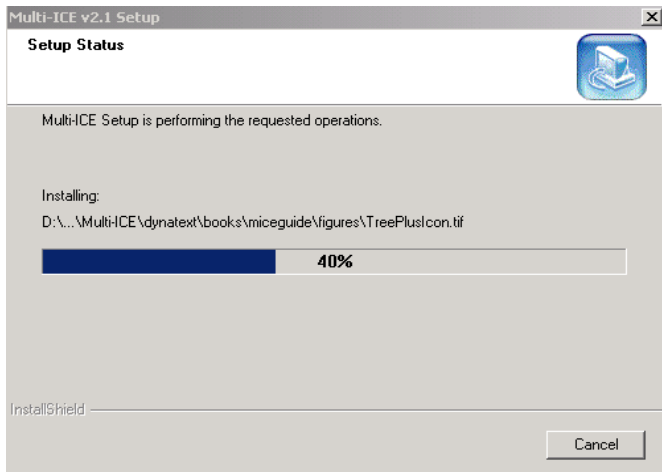 Multi-ICE v2.1 Setup
Setup Status
Multi-ICE Setup is performing the requested operations.
Installing:
D:\...\Multi-ICE\dynatext\books\miceguide\figures\TreePlusIcon.tif
40%
InstallShield
Cancel